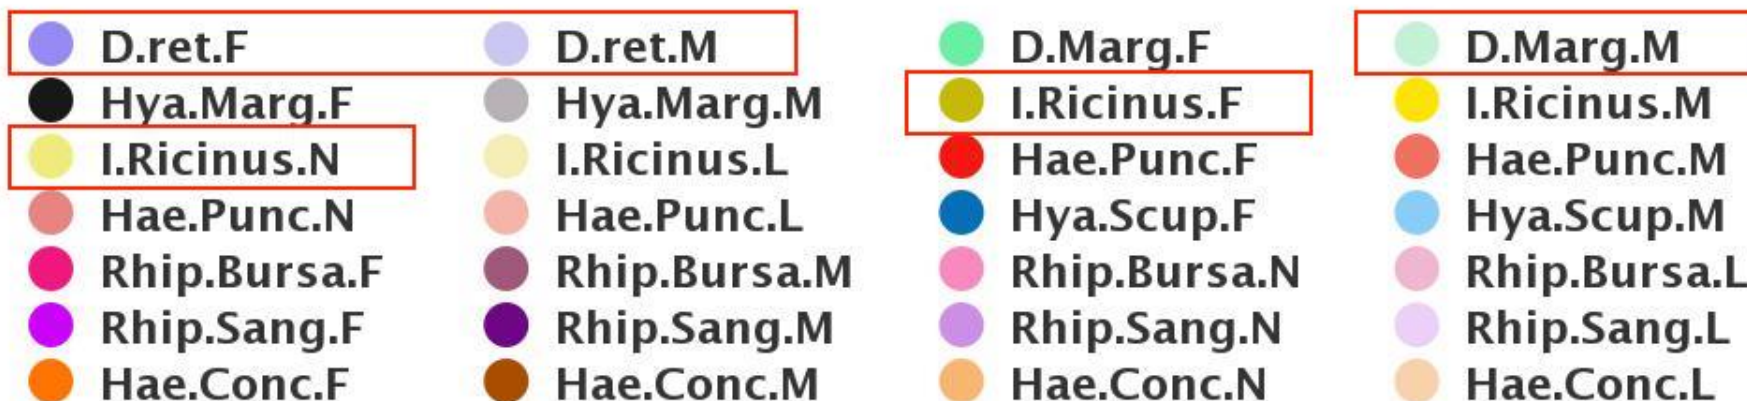 D.ret.F D.ret.M D.Marg.F D.Marg.M
Hya.Marg.F Hya.Marg.M I.Ricinus.F I.Ricinus.M
I.Ricinus.N I.Ricinus.L Hae.Punc.F Hae.Punc.M
Hae.Punc.N Hae.Punc.L Hya.Scup.F Hya.Scup.M
Rhip.Bursa.F Rhip.Bursa.M Rhip.Bursa.N Rhip.Bursa.L
Rhip.Sang.F Rhip.Sang.M Rhip.Sang.N Rhip.Sang.L
Hae.Conc.F Hae.Conc.M Hae.Conc.N Hae.Conc.L